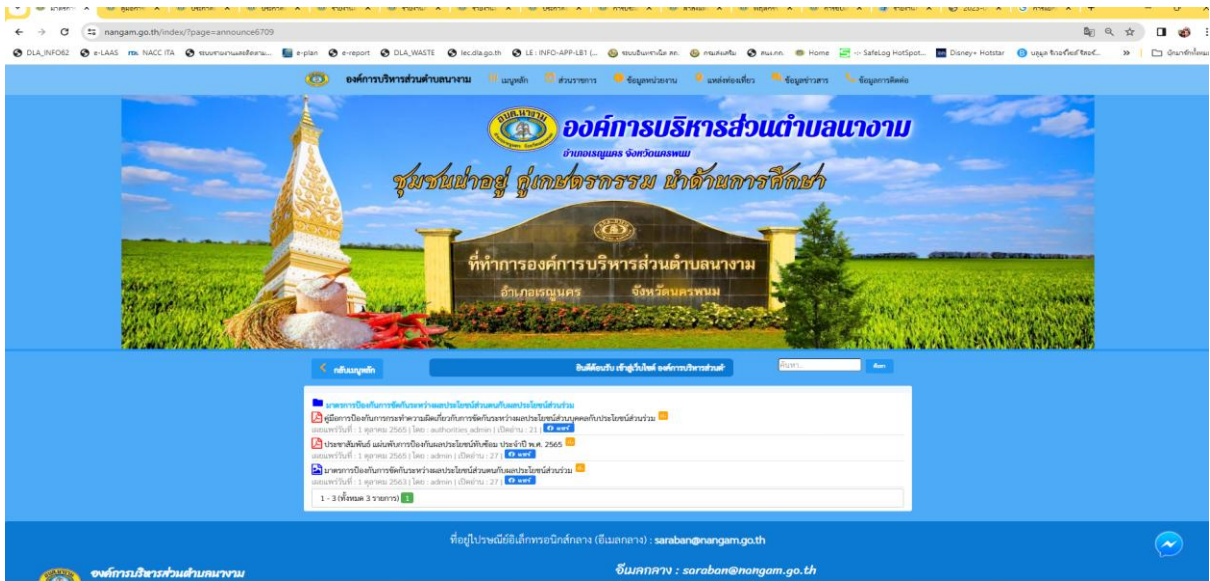 nangam.go.th/index/?page=announce6709
DLA_INFO62 e-LAAS NACC ITA e-plan e-report DLA_WASTE lec.dla.go.th LE : INFO-APP-LB1 (... Home SafeLog HotSpot... Disney+ Hotstar
องค์การบริหารส่วนตำบลนางาม เมนูหลัก ส่วนราชการ ข้อมูลหน่วยงาน แหล่งท่องเที่ยว ข้อมูลข่าวสาร ข้อมูลการติดต่อ
องค์การบริหารส่วนตำบลนางาม
อำเภอเรณูนคร จังหวัดนครพนม
ชุมชนน่าอยู่ คู่เกษตรกรรม นำด้านการศึกษา
ที่ทำการองค์การบริหารส่วนตำบลนางาม
อำเภอเรณูนคร จังหวัดนครพนม
กลับเมนูหลัก ยินดีต้อนรับ เข้าสู่เว็บไซต์ องค์การบริหารส่วนตำ ค้นหา.. ค้นหา
มาตรการป้องกันการขัดกันระหว่างผลประโยชน์ส่วนตนกับผลประโยชน์ส่วนร่วม
คู่มือการป้องกันการกระทำความผิดเกี่ยวกับการขัดกันระหว่างผลประโยชน์ส่วนบุคคลกับประโยชน์ส่วนร่วม
เผยแพร่วันที่ : 1 ตุลาคม 2565 | โดย : authorities_admin | เปิดอ่าน : 21 | แชร์
ประชาสัมพันธ์ แผ่นพับการป้องกันผลประโยชน์ทับซ้อน ประจำปี พ.ศ. 2565
เผยแพร่วันที่ : 1 ตุลาคม 2565 | โดย : admin | เปิดอ่าน : 27 | แชร์
มาตรการป้องกันการขัดกันระหว่างผลประโยชน์ส่วนตนกับผลประโยชน์ส่วนร่วม
เผยแพร่วันที่ : 1 ตุลาคม 2563 | โดย : admin | เปิดอ่าน : 27 | แชร์
1 - 3 (ทั้งหมด 3 รายการ) 1
ที่อยู่ไปรษณีย์อิเล็กทรอนิกส์กลาง (อีเมลกลาง) : saraban@nangam.go.th
องค์การบริหารส่วนตำบลนางาม อีเมลกลาง : saraban@nangam.go.th